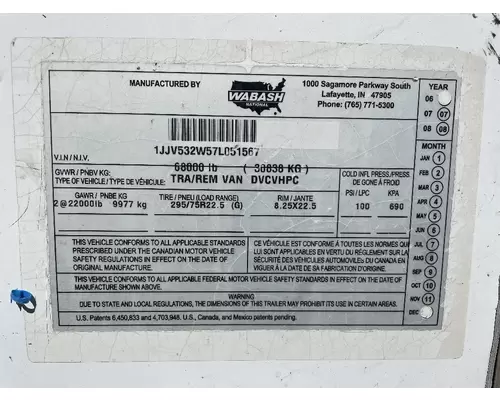 MANUFACTURED BY
WABASH
NATIONAL
1000 Sagamore Parkway South
Lafayette, IN 47905
Phone: (765) 771-5300
1JJV532W57L051567
V.I.N / N.I.V.
GVWR / PNBV 68000 lb ( 30838 KG )
TYPE OF VEHICLE / TYPE DE VÉHICULE: TRA/REM VAN DVCVHPC
COLD INFL PRESS/PRESS
DE GONE À FROID
GAWR / PNBE KG TIRE / PNEU (GRADE) RIM / JANTE PSI / LPC KPA
2@22000lb 9977 kg 295/75R22.5 (G) 8.25X22.5 100 690
THIS VEHICLE CONFORMS TO ALL APPLICABLE STANDARDS
PRESCRIBED UNDER THE CANADIAN MOTOR VEHICLE
SAFETY REGULATIONS IN EFFECT ON THE DATE OF
ORIGINAL MANUFACTURE.
CE VÉHICULE EST CONFORME À TOUTES LES NORMES QUI
LUI SONT APPLICABLES EN VERTU DU RÈGLEMENT SUR LA
SÉCURITÉ DES VÉHICULES AUTOMOBILES DU CANADA EN
VIGUEUR À LA DATE DE SA FABRICATION.
THIS VEHICLE CONFORMS TO ALL APPLICABLE FEDERAL MOTOR VEHICLE SAFETY STANDARDS IN EFFECT ON THE DATE OF
MANUFACTURE SHOWN ABOVE.
WARNING
DUE TO STATE AND LOCAL REGULATIONS, THE DIMENSIONS OF THIS TRAILER MAY PROHIBIT ITS USE IN CERTAIN AREAS.
U.S. Patents 6,450,833 and 4,703,948. U.S., Canada, and Mexico patents pending.
YEAR
06
07 07
08 08
MONTH
JAN 1
FEB 2
MAR 3
APR 4
MAY 5
JUN 6
JUL 7
AUG 8
SEP 9
OCT 10
NOV 11
DEC